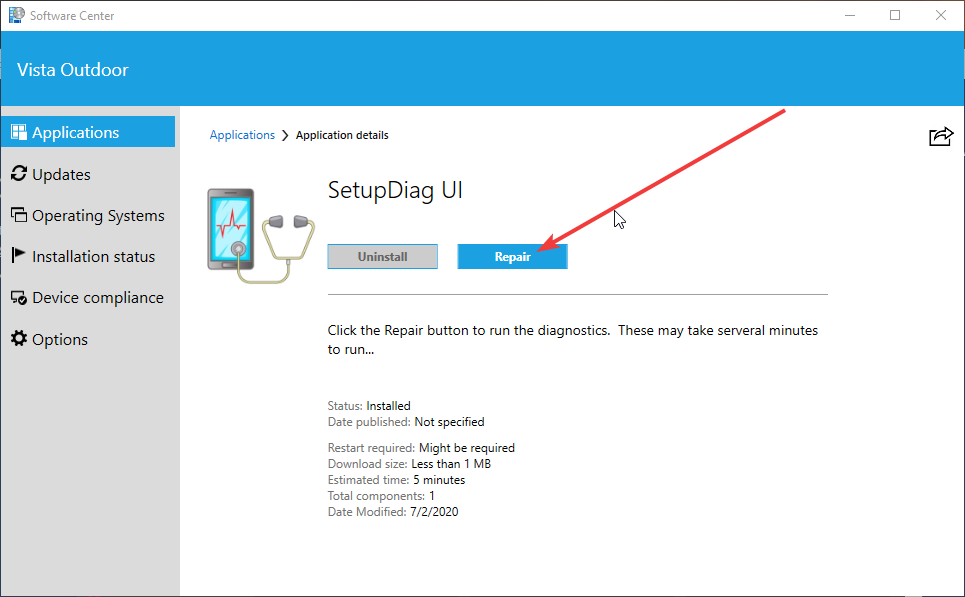 Software Center
Vista Outdoor
Applications
Updates
Operating Systems
Installation status
Device compliance
Options
Applications > Application details
SetupDiag UI
Uninstall
Repair
Click the Repair button to run the diagnostics.  These may take serveral minutes
to run...
Status: Installed
Date published: Not specified
Restart required: Might be required
Download size: Less than 1 MB
Estimated time: 5 minutes
Total components: 1
Date Modified: 7/2/2020